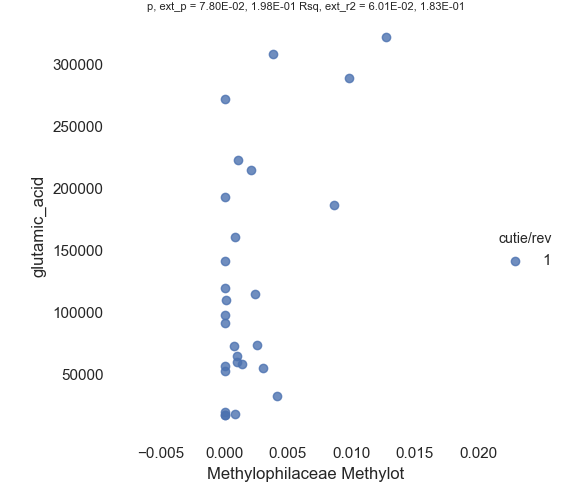 p, ext_p = 7.80E-02, 1.98E-01 Rsq, ext_r2 = 6.01E-02, 1.83E-01
300000
250000
200000
150000
100000
50000
glutamic_acid
cutie/rev
1
−0.005 0.000 0.005 0.010 0.015 0.020
Methylophilaceae Methylot